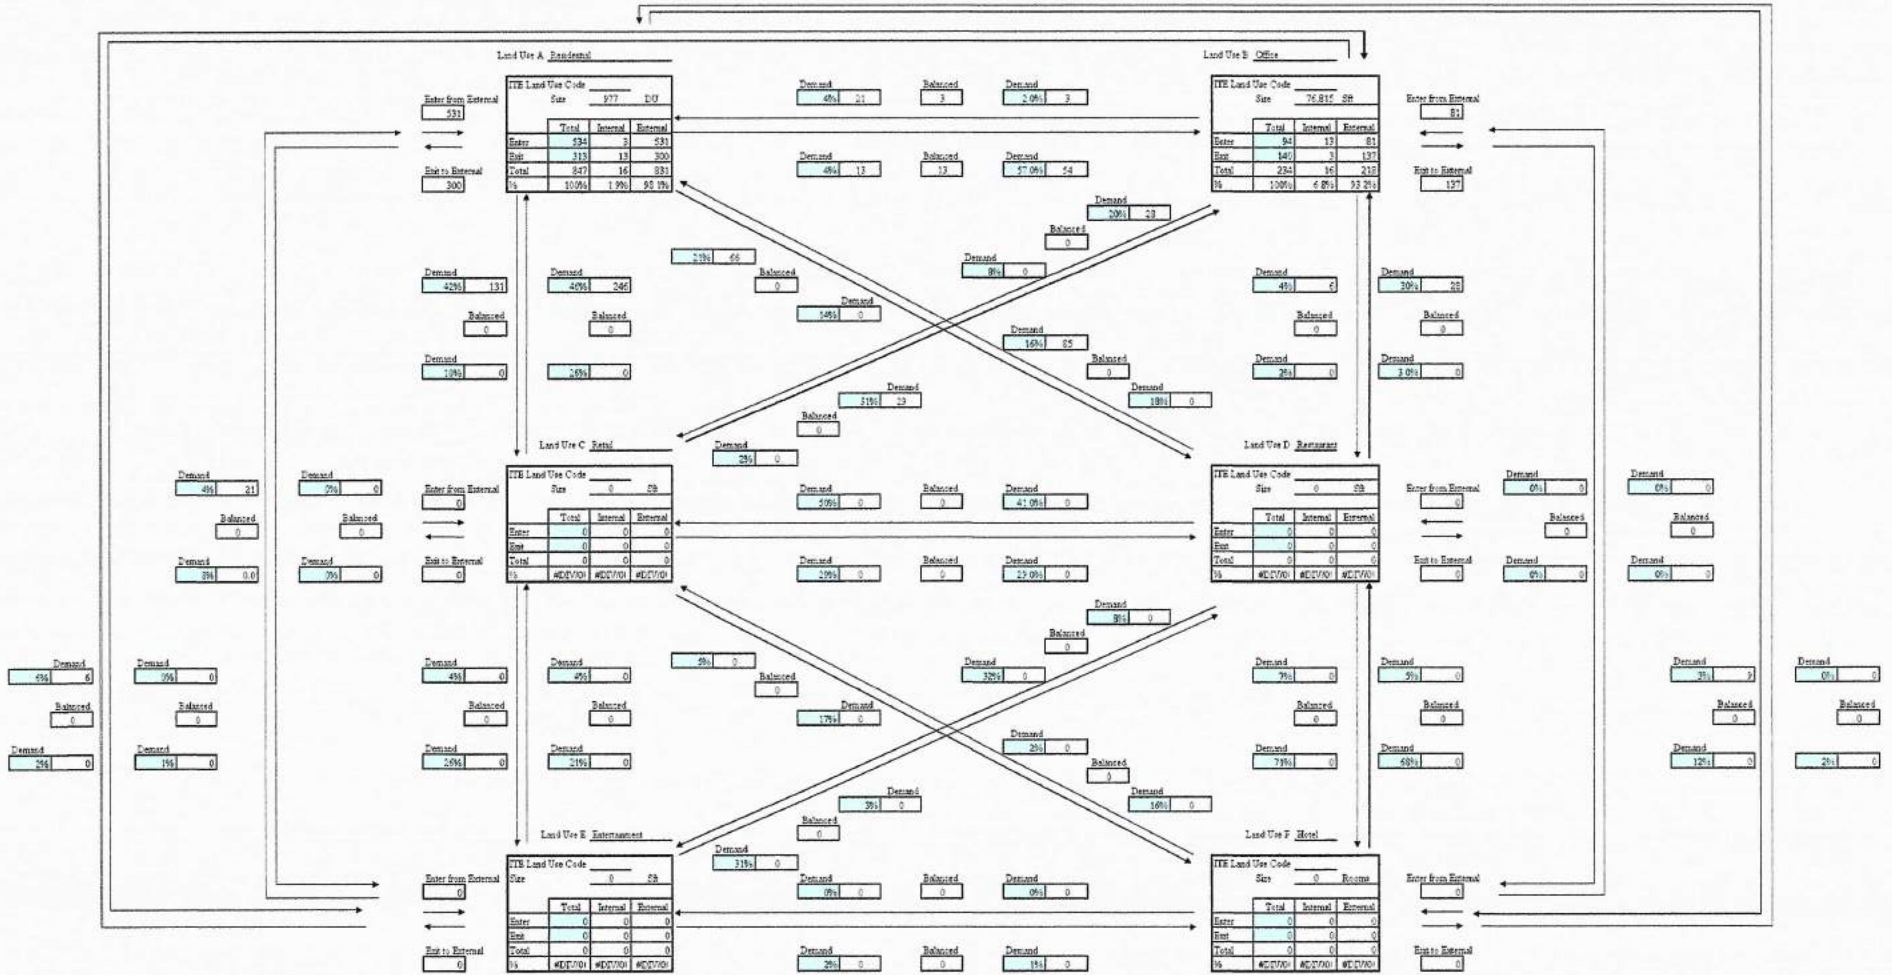 Land Use A Residential
Land Use B Office
ITE Land Use Code
Size 977 DU
Total Internal External
Enter 534 3 531
Exit 313 13 300
Total 847 16 831
% 100% 1.9% 98.1%
Enter from External
531
Exit to External
300
Demand Balanced Demand
4% 21 3 2.0% 3
Demand Balanced Demand
4% 13 13 57.0% 54
ITE Land Use Code
Size 76,815 Sft
Total Internal External
Enter 94 13 81
Exit 140 3 137
Total 234 16 218
% 100% 6.8% 93.2%
Enter from External
81
Exit to External
137
Demand
20% 28
Balanced
0
Demand
8% 0
21% 66
Balanced
0
Demand
14% 0
Demand Demand
42% 131 46% 246
Balanced Balanced
0 0
Demand
10% 0 26% 0
Demand
16% 85
Balanced
0
Demand
18% 0
Demand Demand
4% 6 30% 28
Balanced Balanced
0 0
Demand Demand
2% 0 3.0% 0
Demand
31% 29
Balanced
0
Demand
2% 0
Land Use C Retail
Land Use D Restaurant
Demand Demand
4% 21 0% 0
Balanced Balanced
0 0
Demand Demand
8% 0.0 0% 0
Enter from External
0
Exit to External
0
ITE Land Use Code
Size 0 Sft
Total Internal External
Enter 0 0 0
Exit 0 0 0
Total 0 0 0
% #DIV/0! #DIV/0! #DIV/0!
Demand Balanced Demand
50% 0 0 41.0% 0
Demand Balanced Demand
29% 0 0 29.0% 0
ITE Land Use Code
Size 0 Sft
Total Internal External
Enter 0 0 0
Exit 0 0 0
Total 0 0 0
% #DIV/0! #DIV/0! #DIV/0!
Enter from External
0
Exit to External
0
Demand Demand
0% 0 0% 0
Balanced Balanced
0 0
Demand Demand
0% 0 0% 0
Demand
8% 0
Balanced
0
Demand
32% 0
Demand Demand
6% 6 0% 0
Balanced Balanced
0 0
Demand Demand
2% 0 1% 0
Demand Demand
4% 0 4% 0
Balanced Balanced
0 0
Demand Demand
26% 0 21% 0
5% 0
Balanced
0
Demand
17% 0
Demand
2% 0
Balanced
0
Demand
16% 0
Demand Demand
7% 0 5% 0
Balanced Balanced
0 0
Demand Demand
71% 0 68% 0
Demand Demand
3% 0%  0
Balanced Balanced
0 0
Demand
12% 0 2% 0
Demand
3% 0
Balanced
0
Demand
31% 0
Land Use E Entertainment
Land Use F Hotel
Enter from External
0
Exit to External
0
ITE Land Use Code
Size 0 Sft
Total Internal External
Enter 0 0 0
Exit 0 0 0
Total 0 0 0
% #DIV/0! #DIV/0! #DIV/0!
Demand Balanced Demand
0% 0 0 0% 0
Demand Balanced Demand
2% 0 0 1% 0
ITE Land Use Code
Size 0 Rooms
Total Internal External
Enter 0 0 0
Exit 0 0 0
Total 0 0 0
% #DIV/0! #DIV/0! #DIV/0!
Enter from External
0
Exit to External
0